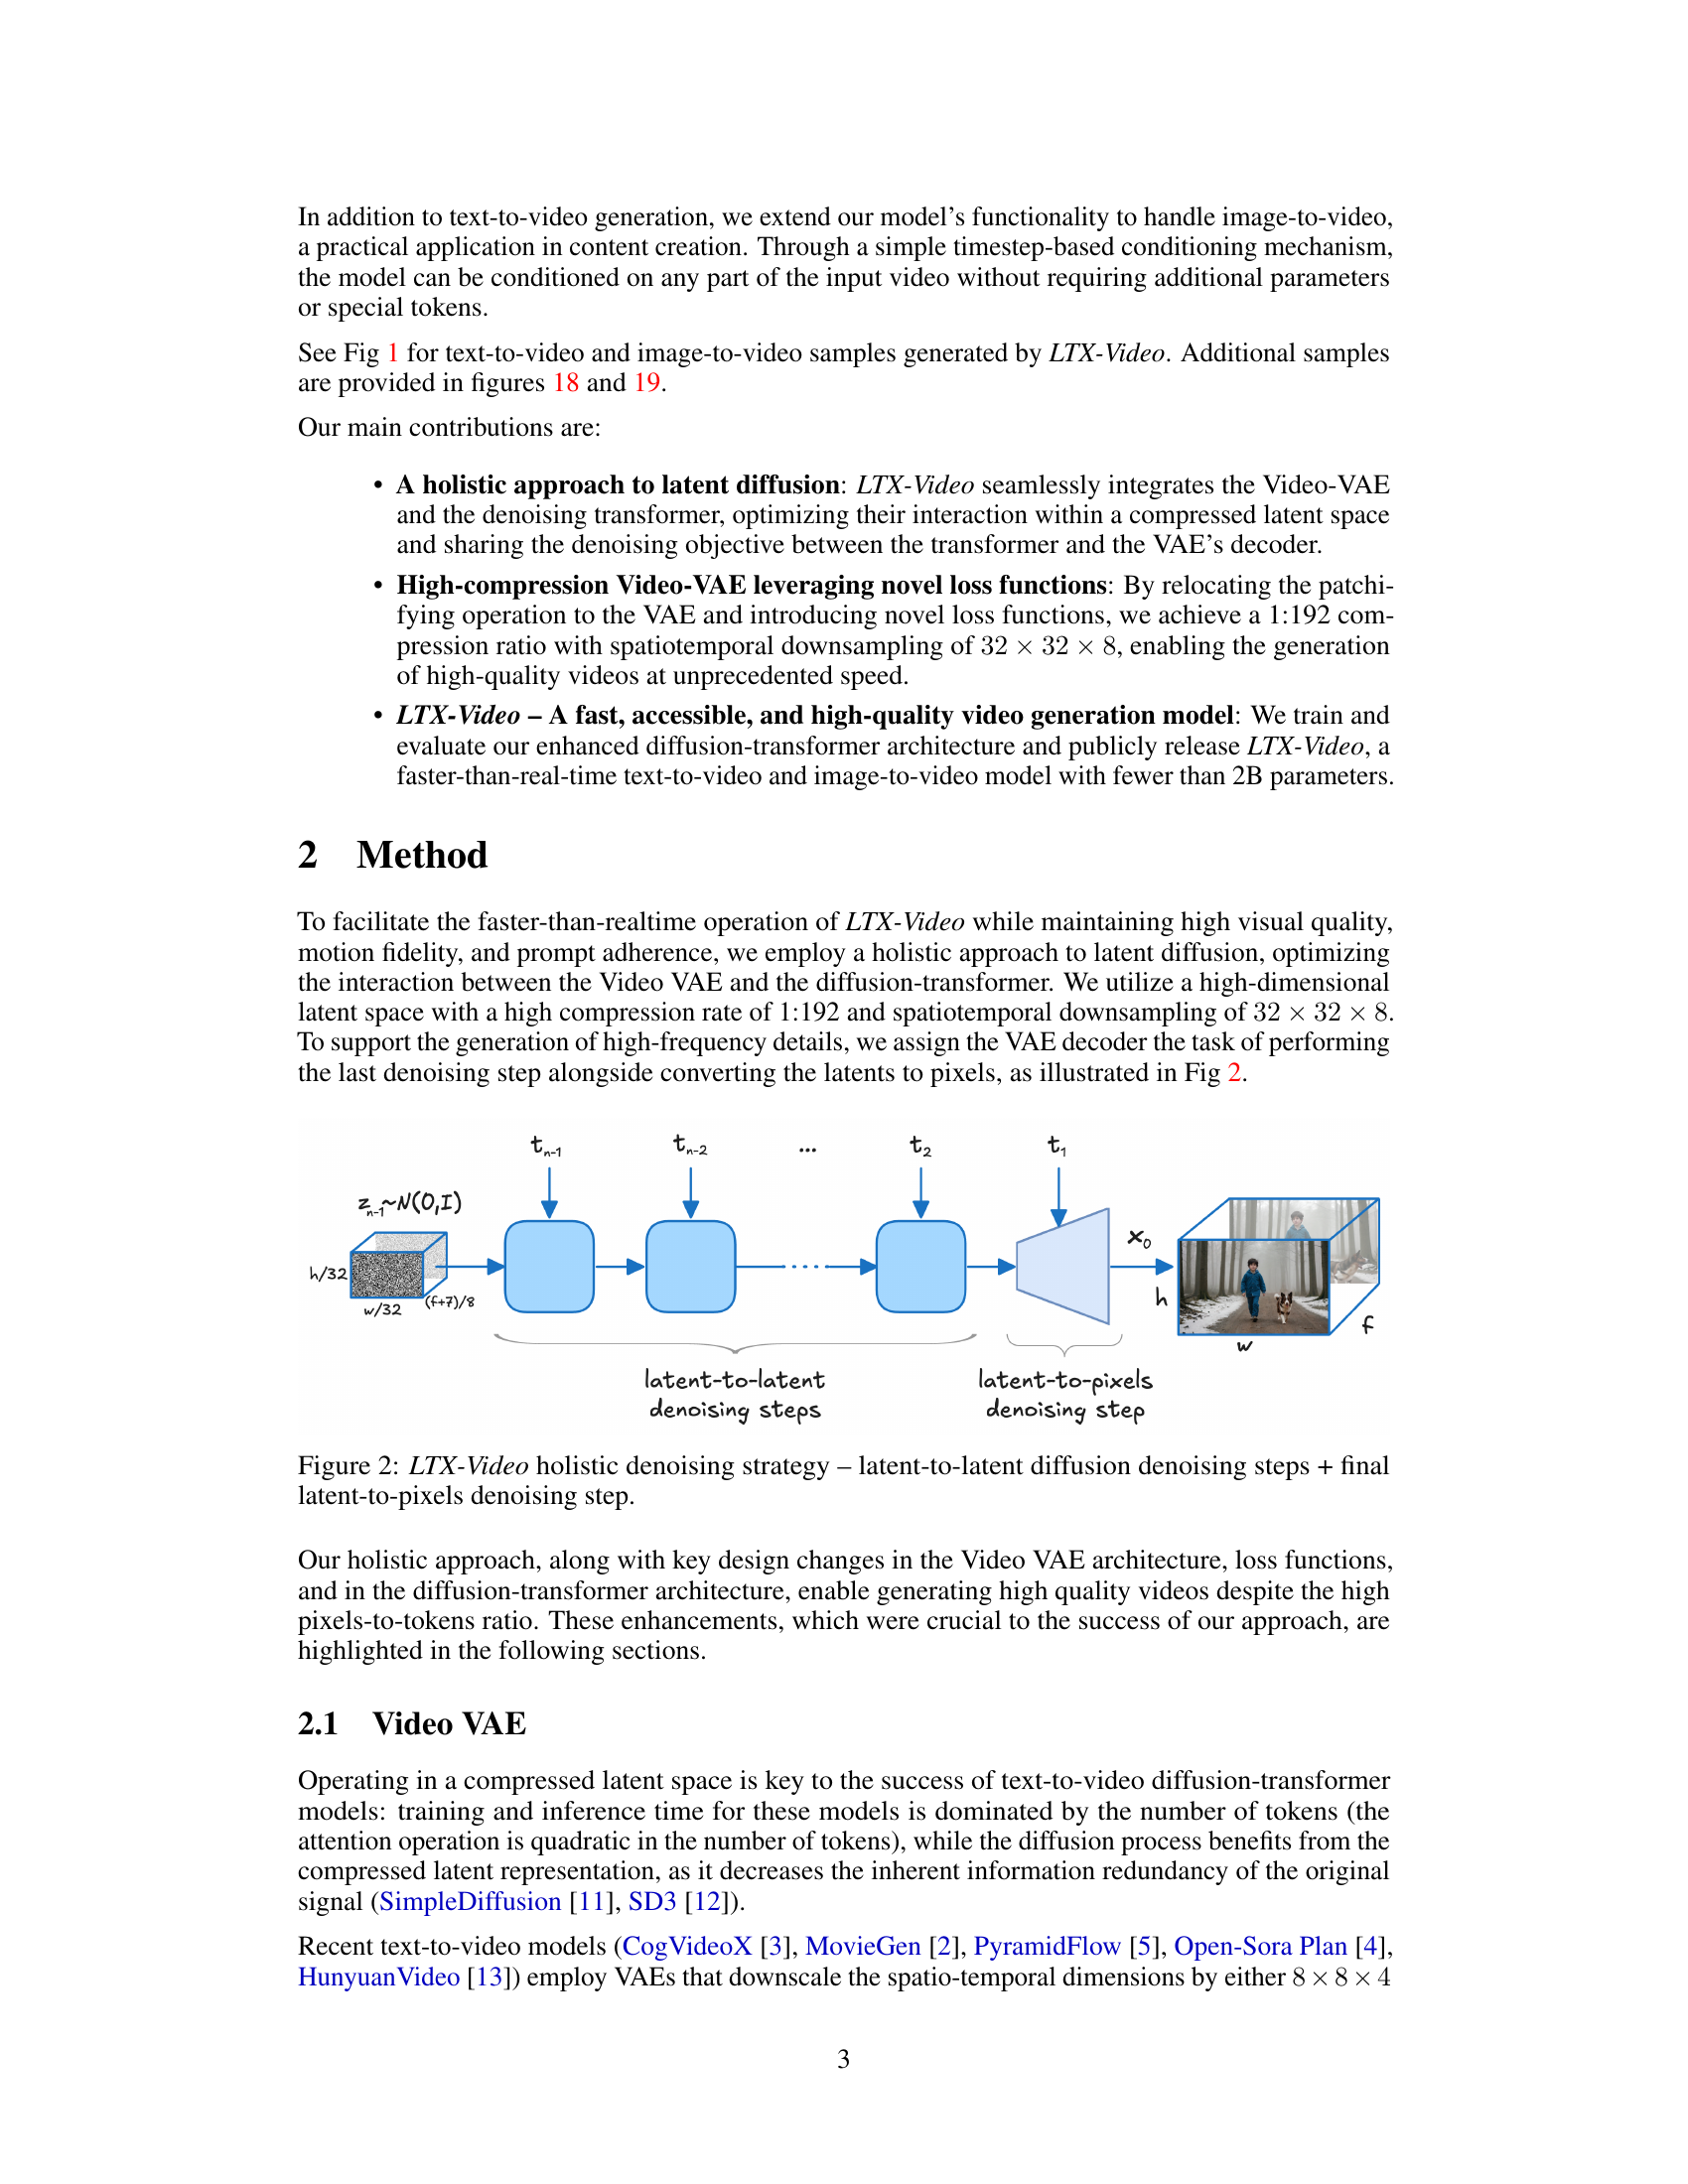 In addition to text-to-video generation, we extend our model's functionality to handle image-to-video,
a practical application in content creation. Through a simple timestep-based conditioning mechanism,
the model can be conditioned on any part of the input video without requiring additional parameters
or special tokens.
See Fig 1 for text-to-video and image-to-video samples generated by LTX-Video. Additional samples
are provided in figures 18 and 19.
Our main contributions are:
• A holistic approach to latent diffusion: LTX-Video seamlessly integrates the Video-VAE
and the denoising transformer, optimizing their interaction within a compressed latent space
and sharing the denoising objective between the transformer and the VAE's decoder.
• High-compression Video-VAE leveraging novel loss functions: By relocating the patchi-
fying operation to the VAE and introducing novel loss functions, we achieve a 1:192 com-
pression ratio with spatiotemporal downsampling of 32 × 32 × 8, enabling the generation
of high-quality videos at unprecedented speed.
• LTX-Video – A fast, accessible, and high-quality video generation model: We train and
evaluate our enhanced diffusion-transformer architecture and publicly release LTX-Video, a
faster-than-real-time text-to-video and image-to-video model with fewer than 2B parameters.
2 Method
To facilitate the faster-than-realtime operation of LTX-Video while maintaining high visual quality,
motion fidelity, and prompt adherence, we employ a holistic approach to latent diffusion, optimizing
the interaction between the Video VAE and the diffusion-transformer. We utilize a high-dimensional
latent space with a high compression rate of 1:192 and spatiotemporal downsampling of 32 × 32 × 8.
To support the generation of high-frequency details, we assign the VAE decoder the task of performing
the last denoising step alongside converting the latents to pixels, as illustrated in Fig 2.
t_{n-1} t_{n-2} ... t_2 t_1
z_{n-1}~N(0,I)
x_0
h/32
w/32
(f+7)/8
h
w
f
latent-to-latent
denoising steps
latent-to-pixels
denoising step
Figure 2: LTX-Video holistic denoising strategy – latent-to-latent diffusion denoising steps + final
latent-to-pixels denoising step.
Our holistic approach, along with key design changes in the Video VAE architecture, loss functions,
and in the diffusion-transformer architecture, enable generating high quality videos despite the high
pixels-to-tokens ratio. These enhancements, which were crucial to the success of our approach, are
highlighted in the following sections.
2.1 Video VAE
Operating in a compressed latent space is key to the success of text-to-video diffusion-transformer
models: training and inference time for these models is dominated by the number of tokens (the
attention operation is quadratic in the number of tokens), while the diffusion process benefits from the
compressed latent representation, as it decreases the inherent information redundancy of the original
signal (SimpleDiffusion [11], SD3 [12]).
Recent text-to-video models (CogVideoX [3], MovieGen [2], PyramidFlow [5], Open-Sora Plan [4],
HunyuanVideo [13]) employ VAEs that downscale the spatio-temporal dimensions by either 8 × 8 × 4
3